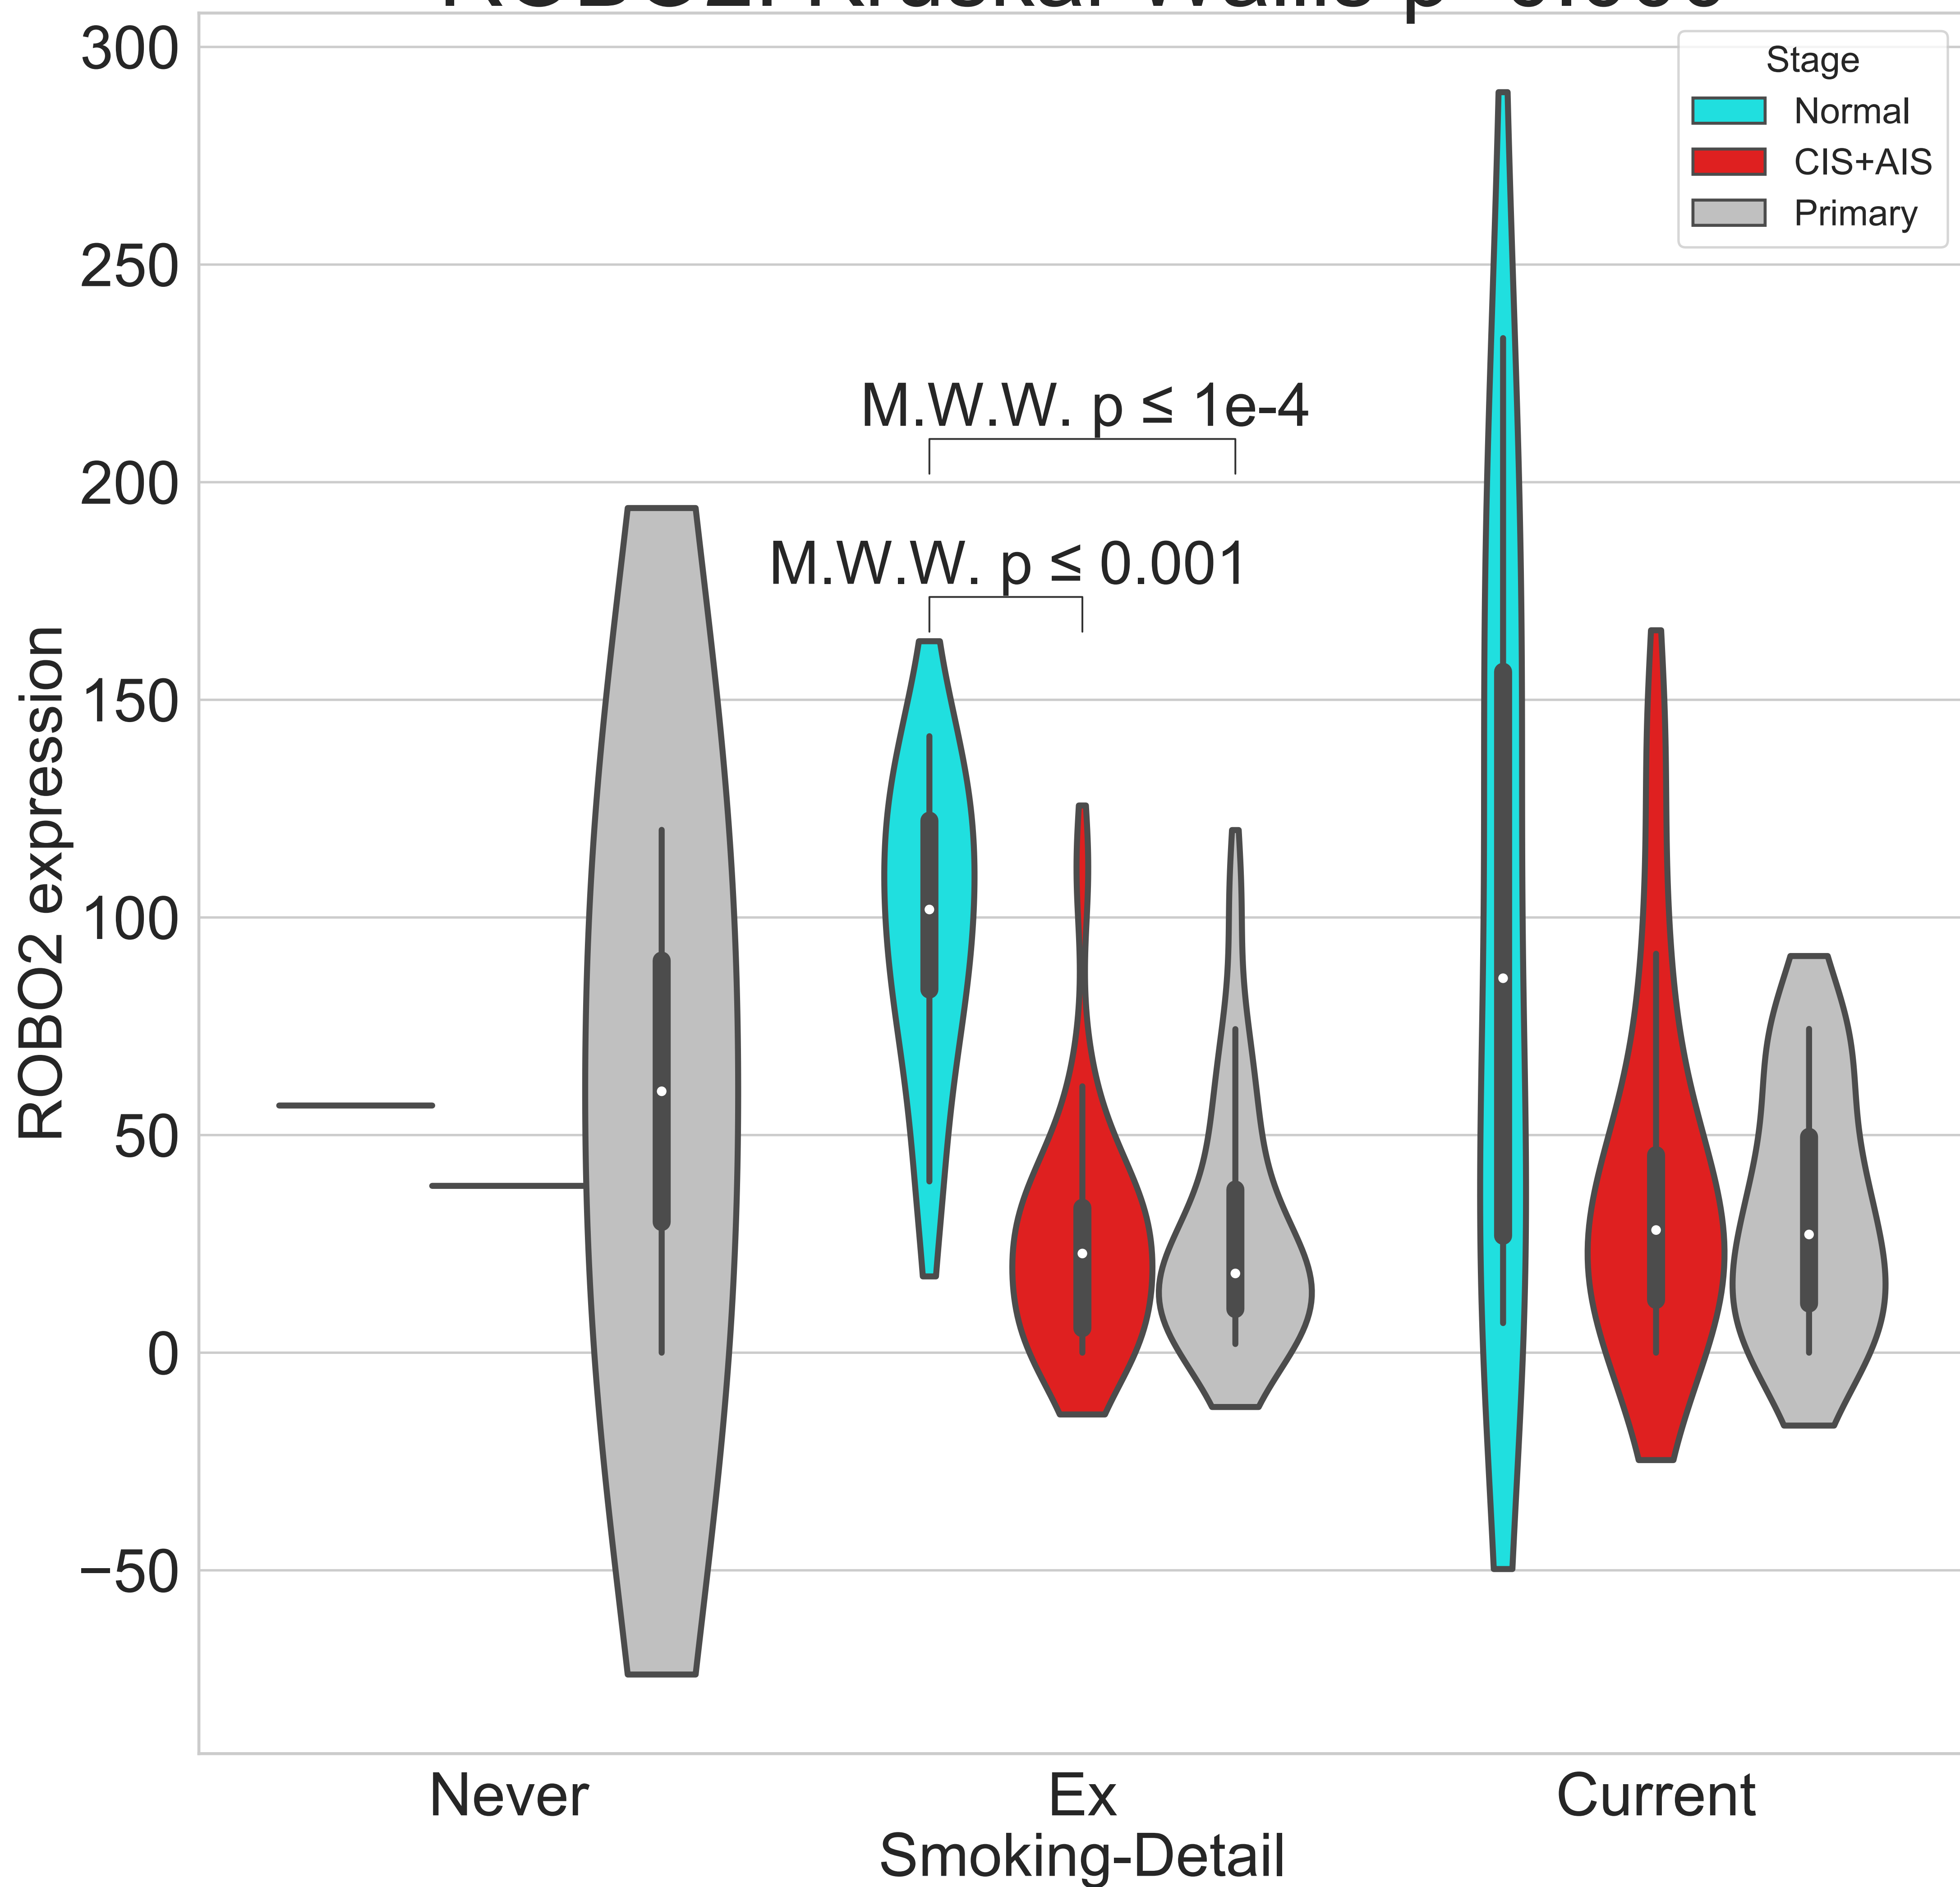 300
250
200
150
100
50
0
−50
ROBO2 expression
Stage
Normal
CIS+AIS
Primary
M.W.W. p ≤ 1e-4
M.W.W. p ≤ 0.001
Never
Ex
Current
Smoking-Detail